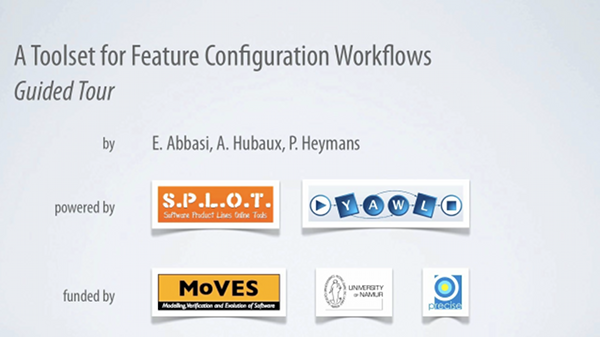 A Toolset for Feature Configuration Workflows
Guided Tour
by E. Abbasi, A. Hubaux, P. Heymans
powered by
S.P.L.O.T.
Software Product Lines Online Tools
YAWL
funded by
MoVES
Modelling, Verification and Evolution of Software
UNIVERSITY
OF NAMUR
precise